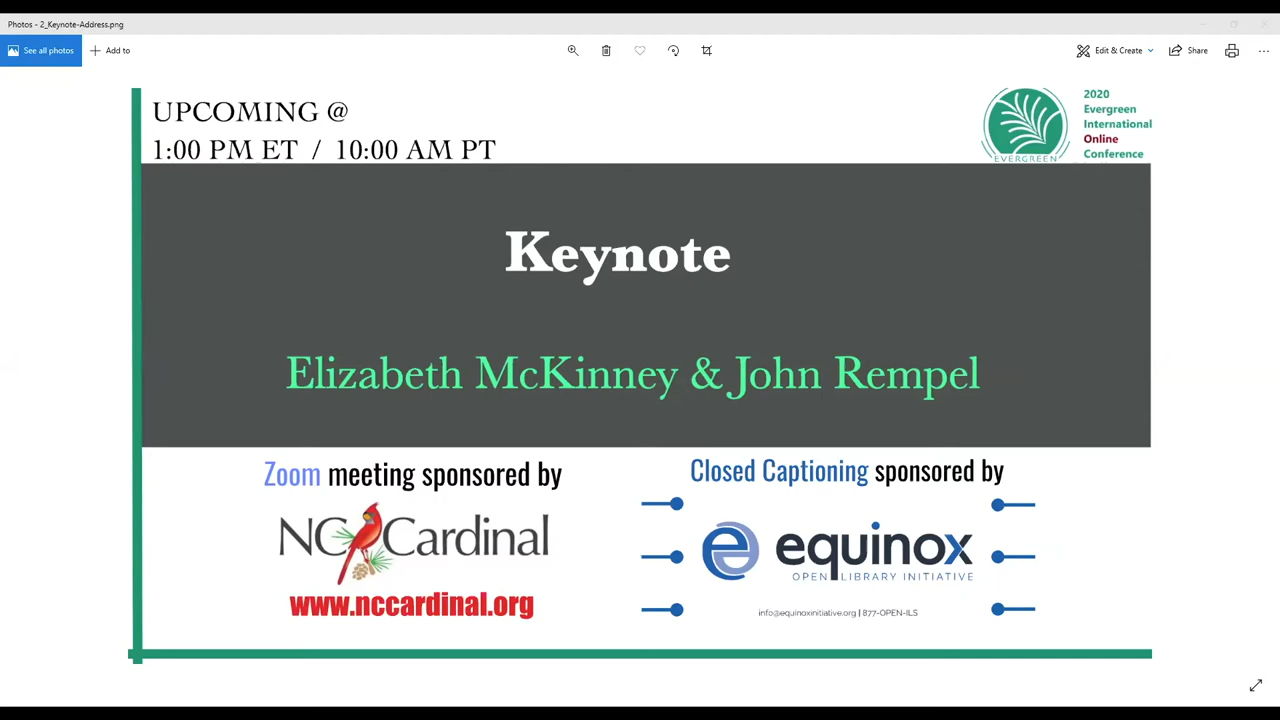 Photos - 2_Keynote-Address.png
See all photos
Add to
Edit & Create
Share
UPCOMING @
1:00 PM ET / 10:00 AM PT
EVERGREEN
2020
Evergreen
International
Online
Conference
Keynote
Elizabeth McKinney & John Rempel
Zoom meeting sponsored by
NC Cardinal
www.nccardinal.org
Closed Captioning sponsored by
e equinox
OPEN LIBRARY INITIATIVE
info@equinoxinitiative.org | 877-OPEN-ILS